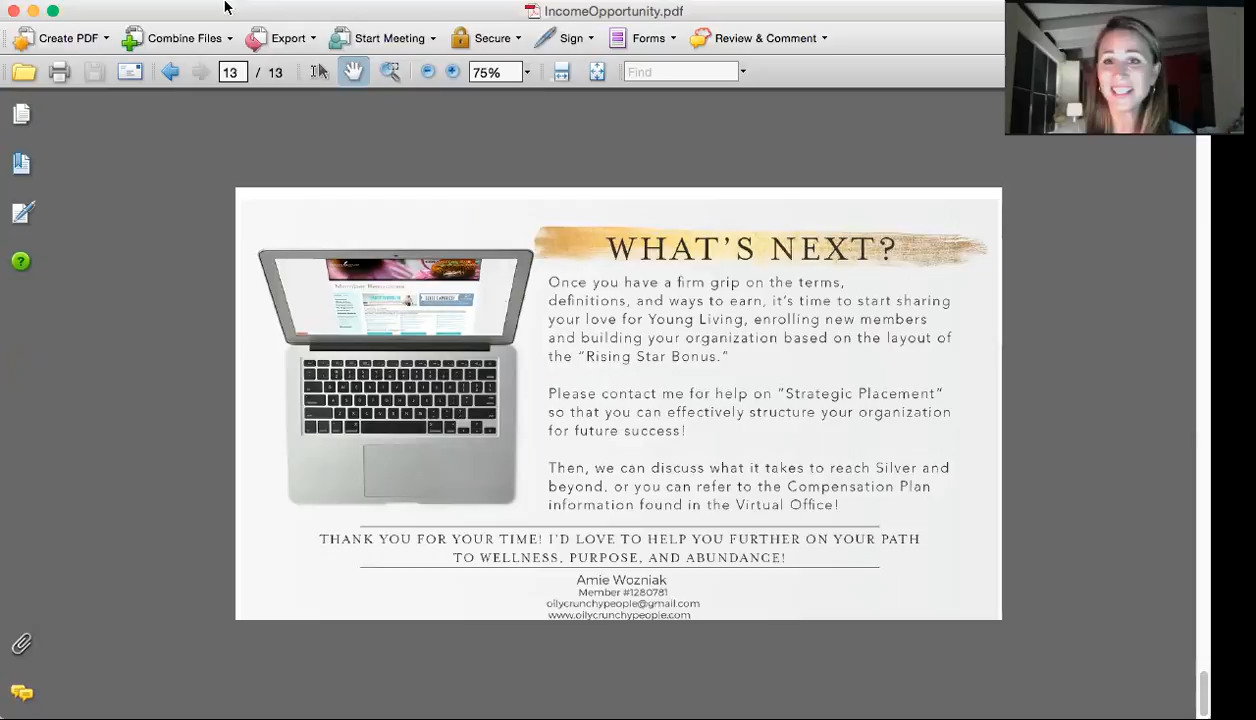 IncomeOpportunity.pdf
Create PDF
Combine Files
Export
Start Meeting
Secure
Sign
Forms
Review & Comment
13 / 13
75%
Find
WHAT'S NEXT?
Once you have a firm grip on the terms,
definitions, and ways to earn, it's time to start sharing
your love for Young Living, enrolling new members
and building your organization based on the layout of
the "Rising Star Bonus."
Please contact me for help on "Strategic Placement"
so that you can effectively structure your organization
for future success!
Then, we can discuss what it takes to reach Silver and
beyond, or you can refer to the Compensation Plan
information found in the Virtual Office!
THANK YOU FOR YOUR TIME! I'D LOVE TO HELP YOU FURTHER ON YOUR PATH
TO WELLNESS, PURPOSE, AND ABUNDANCE!
Amie Wozniak
Member #1280781
oilycrunchypeople@gmail.com
www.oilycrunchypeople.com